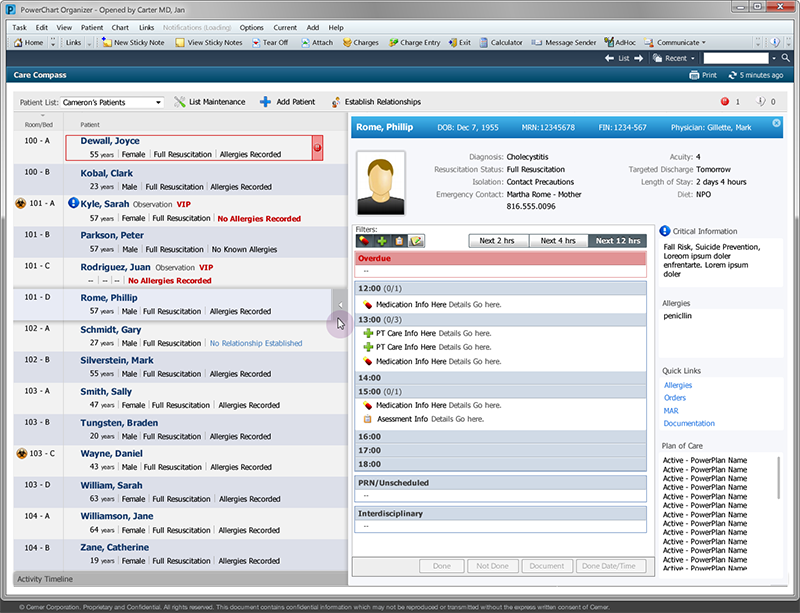 PowerChart Organizer - Opened by Carter MD, Jan
Task Edit View Patient Chart Links Notifications (Loading) Options Current Add Help
Home Links New Sticky Note View Sticky Notes Tear Off Attach Charges Charge Entry Exit Calculator Message Sender AdHoc Communicate
List Recent
Care Compass Print 5 minutes ago
Patient List: Cameron's Patients List Maintenance Add Patient Establish Relationships 1 0
Room/Bed Patient
100 - A Dewall, Joyce
55 years Female Full Resuscitation Allergies Recorded
100 - B Kobal, Clark
23 years Male Full Resuscitation Allergies Recorded
101 - A Kyle, Sarah Observation VIP
57 years Female Full Resuscitation No Allergies Recorded
101 - B Parkson, Peter
57 years Male Full Resuscitation No Known Allergies
101 - C Rodriguez, Juan Observation VIP
-- -- -- No Allergies Recorded
101 - D Rome, Phillip
57 years Male Full Resuscitation Allergies Recorded
102 - A Schmidt, Gary
27 years Male Full Resuscitation No Relationship Established
102 - B Silverstein, Mark
55 years Male Full Resuscitation Allergies Recorded
103 - A Smith, Sally
47 years Female Full Resuscitation Allergies Recorded
103 - B Tungsten, Braden
20 years Male Full Resuscitation Allergies Recorded
103 - C Wayne, Daniel
43 years Male Full Resuscitation Allergies Recorded
103 - D William, Sarah
63 years Female Full Resuscitation Allergies Recorded
104 - A Williamson, Jane
64 years Female Full Resuscitation Allergies Recorded
104 - B Zane, Catherine
19 years Female Full Resuscitation Allergies Recorded
Activity Timeline
Rome, Phillip DOB: Dec 7, 1955 MRN:12345678 FIN:1234-567 Physician: Gillette, Mark
Diagnosis: Cholecystitis
Resuscitation Status: Full Resuscitation
Isolation: Contact Precautions
Emergency Contact: Martha Rome - Mother
816.555.0096
Acuity: 4
Targeted Discharge Tomorrow
Length of Stay: 2 days 4 hours
Diet: NPO
Filters:
Next 2 hrs Next 4 hrs Next 12 hrs
Overdue
--
12:00 (0/1)
Medication Info Here Details Go here.
13:00 (0/3)
PT Care Info Here Details Go here.
PT Care Info Here Details Go here.
Medication Info Here Details Go here.
14:00
15:00 (0/1)
Medication Info Here Details Go here.
Asessment Info Details Go here.
16:00
17:00
18:00
PRN/Unscheduled
--
Interdisciplinary
--
Done Not Done Document Done Date/Time
Critical Information
Fall Risk, Suicide Prevention,
Loreom ipsum doler
enfrentarte. Lorem ipsum
doler
Allergies
penicllin
Quick Links
Allergies
Orders
MAR
Documentation
Plan of Care
Active - PowerPlan Name
Active - PowerPlan Name
Active - PowerPlan Name
Active - PowerPlan Name
Active - PowerPlan Name
Active - PowerPlan Name
Active - PowerPlan Name
Active - PowerPlan Name
Active - PowerPlan Name
Active - PowerPlan Name
Active - PowerPlan Name
Active - PowerPlan Name
Active - PowerPlan Name
© Cerner Corporation. Proprietary and Confidential. All rights reserved. This document contains confidential information which may not be reproduced or transmitted without the express written consent of Cerner.